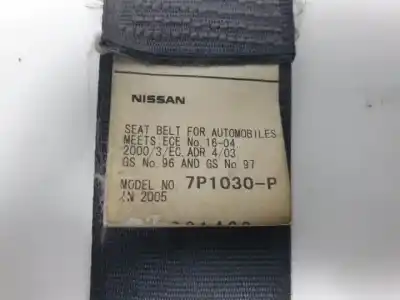 NISSAN
SEAT BELT FOR AUTOMOBILES
MEETS ECE No.16-04
2000/3/EC.ADR 4/03
GS No.96 AND GS No 97
MODEL NO 7P1030-P
IN 2005